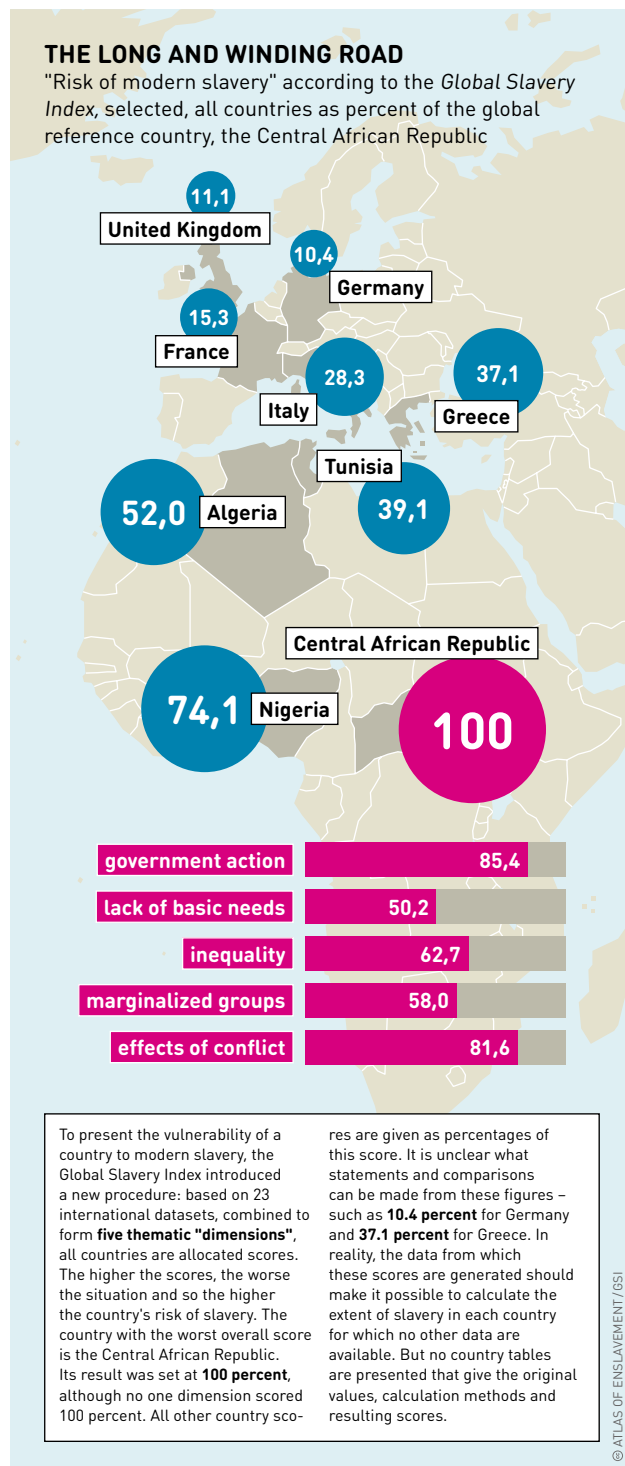 THE LONG AND WINDING ROAD
"Risk of modern slavery" according to the Global Slavery
Index, selected, all countries as percent of the global
reference country, the Central African Republic
11,1
United Kingdom
10,4
Germany
15,3
France
28,3
Italy
37,1
Greece
Tunisia
39,1
52,0
Algeria
Central African Republic
100
74,1
Nigeria
government action
85,4
lack of basic needs
50,2
inequality
62,7
marginalized groups
58,0
effects of conflict
81,6
To present the vulnerability of a
country to modern slavery, the
Global Slavery Index introduced
a new procedure: based on 23
international datasets, combined to
form five thematic "dimensions",
all countries are allocated scores.
The higher the scores, the worse
the situation and so the higher
the country's risk of slavery. The
country with the worst overall score
is the Central African Republic.
Its result was set at 100 percent,
although no one dimension scored
100 percent. All other country sco-
res are given as percentages of
this score. It is unclear what
statements and comparisons
can be made from these figures –
such as 10.4 percent for Germany
and 37.1 percent for Greece. In
reality, the data from which
these scores are generated should
make it possible to calculate the
extent of slavery in each country
for which no other data are
available. But no country tables
are presented that give the original
values, calculation methods and
resulting scores.
© ATLAS OF ENSLAVEMENT / GSI